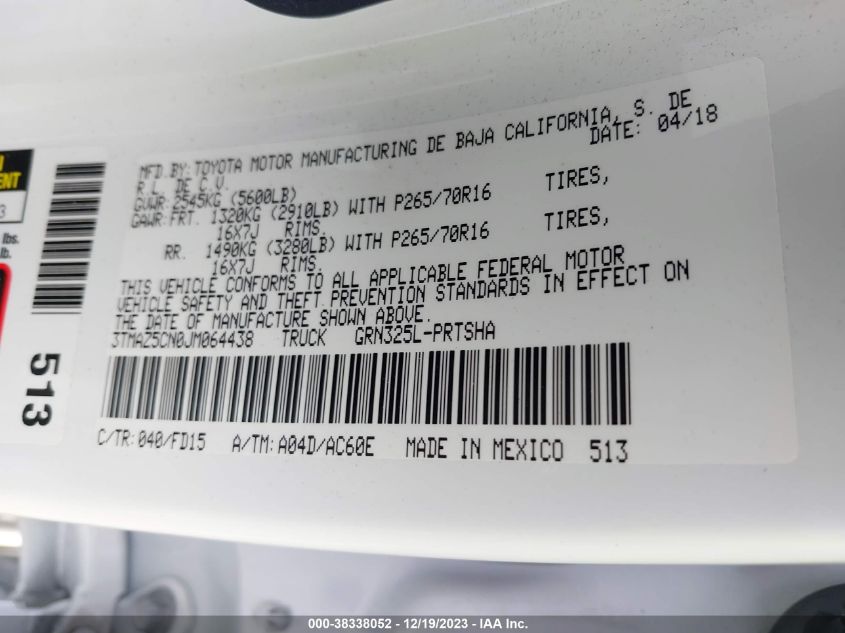 MFD.BY: TOYOTA MOTOR MANUFACTURING DE BAJA CALIFORNIA, S. DE
R.L. DE C.V. DATE: 04/18
GVWR: 2545KG (5600LB)
GAWR: FRT. 1320KG (2910LB) WITH P265/70R16 TIRES,
16X7J RIMS.
RR. 1490KG (3280LB) WITH P265/70R16 TIRES,
16X7J RIMS.
THIS VEHICLE CONFORMS TO ALL APPLICABLE FEDERAL MOTOR
VEHICLE SAFETY AND THEFT PREVENTION STANDARDS IN EFFECT ON
THE DATE OF MANUFACTURE SHOWN ABOVE.
3TMAZ5CN0JM064438 TRUCK GRN325L-PRTSHA
C/TR: 040/FD15 A/TM: A04D/AC60E MADE IN MEXICO 513
513
lbs.
lb.
000-38338052 - 12/19/2023 - IAA Inc.